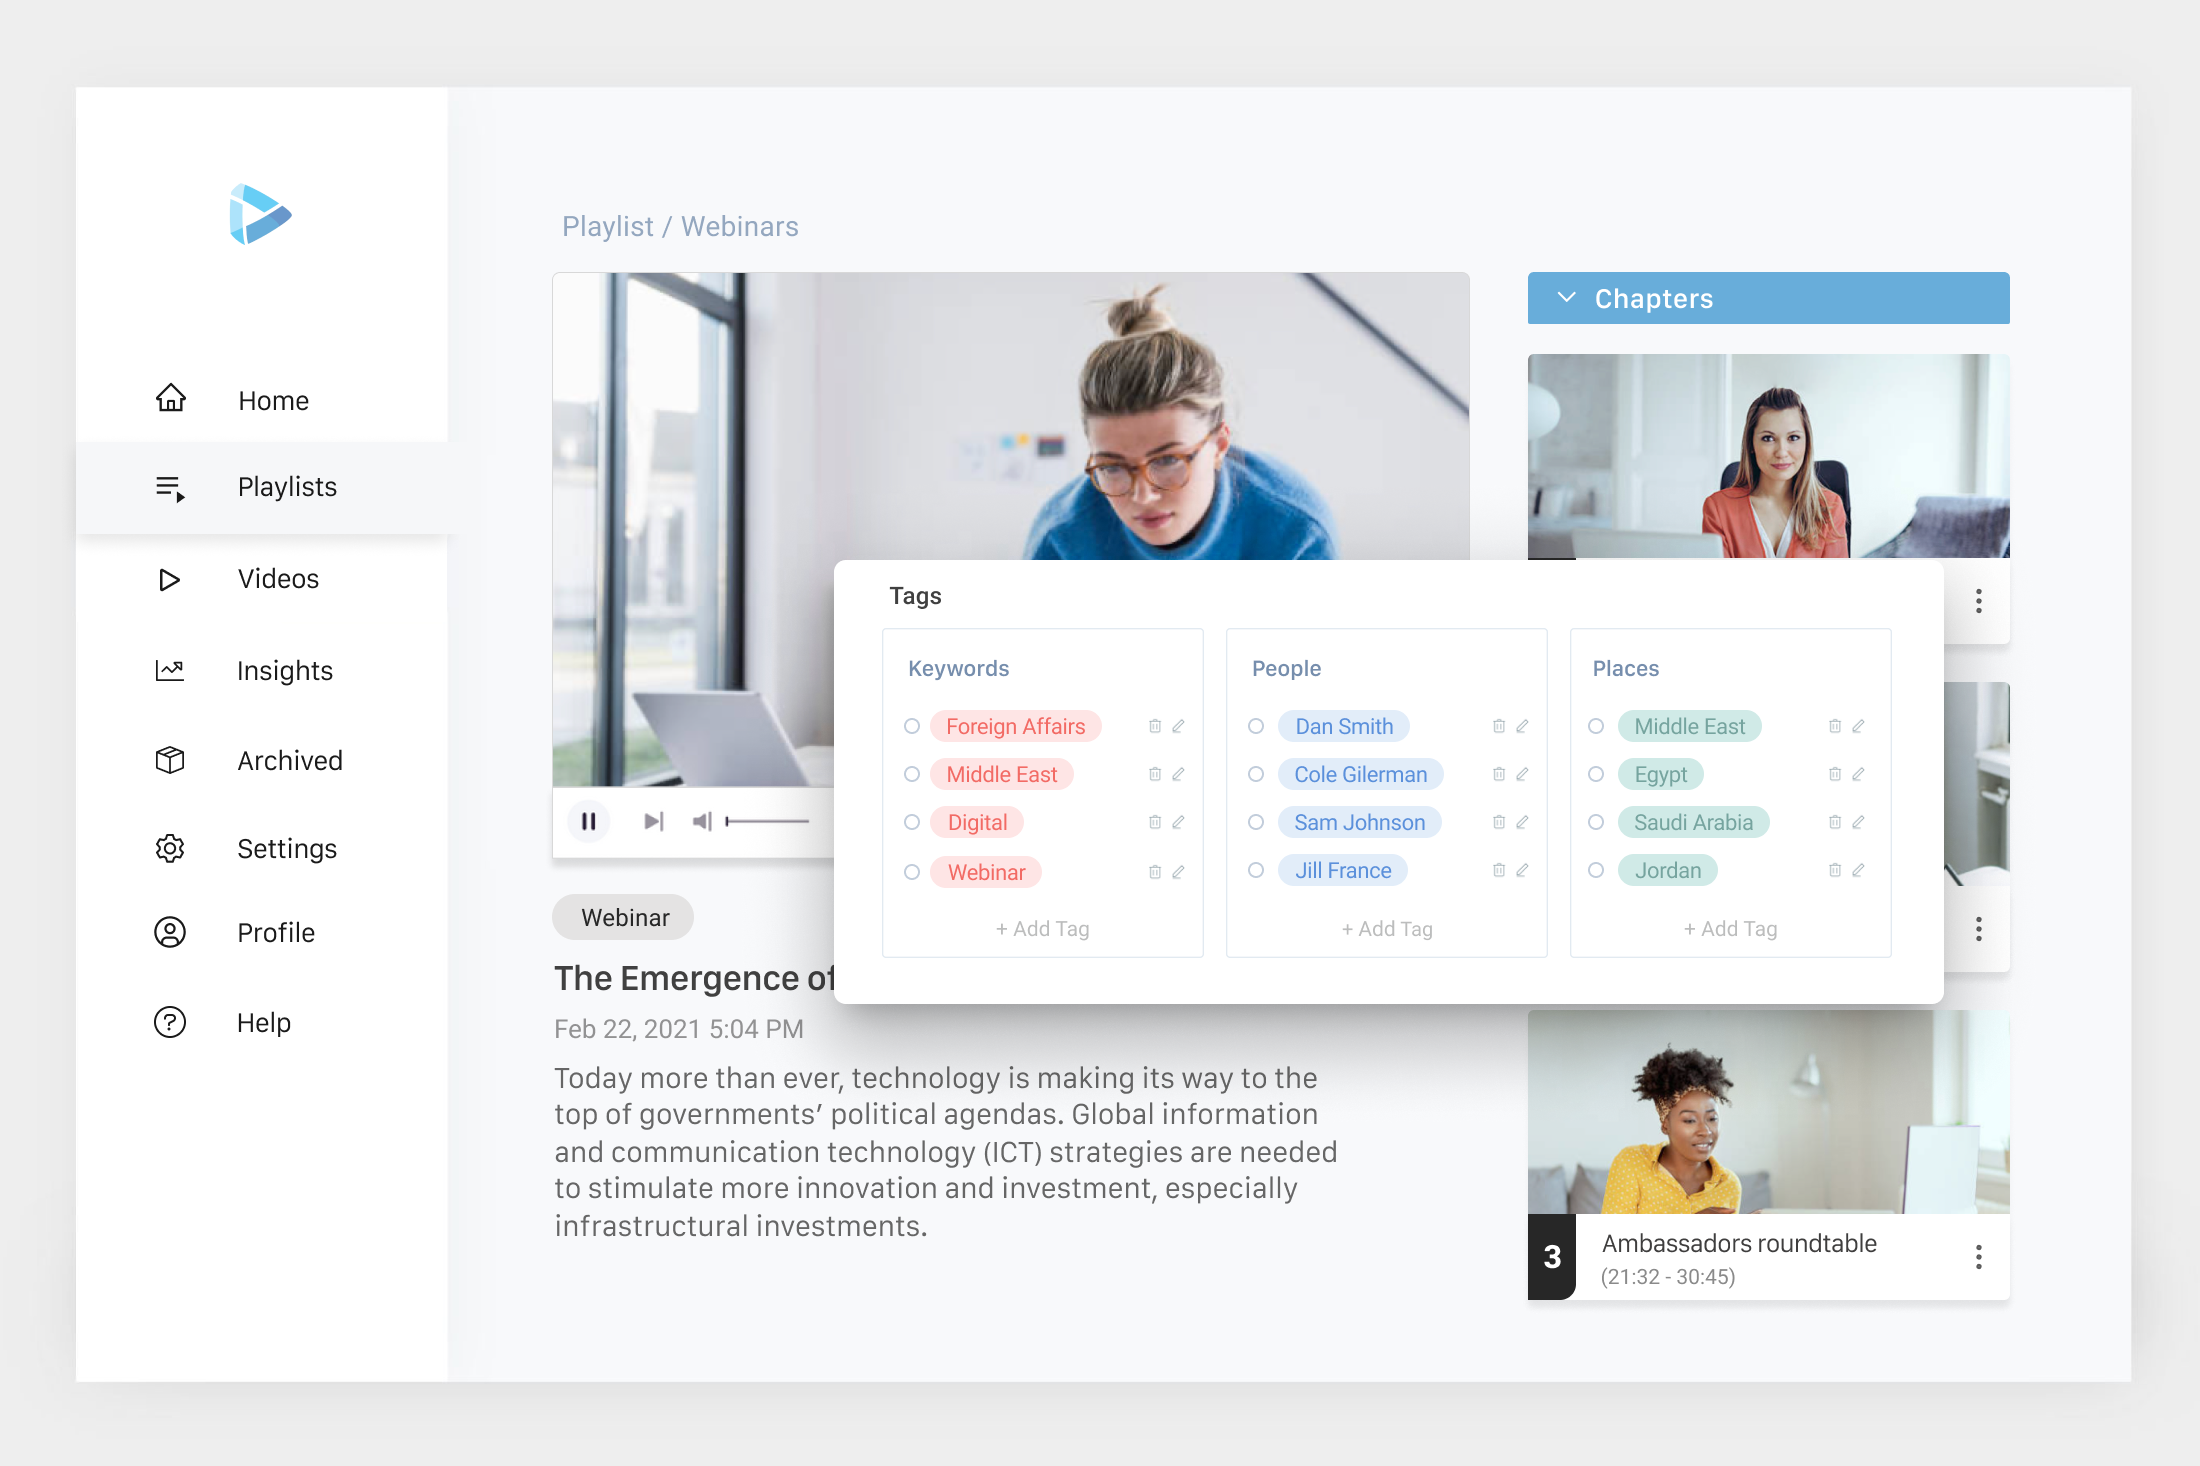 Home
Playlists
Videos
Insights
Archived
Settings
Profile
Help
Playlist / Webinars
Webinar
The Emergence of
Feb 22, 2021 5:04 PM
Today more than ever, technology is making its way to the
top of governments’ political agendas. Global information
and communication technology (ICT) strategies are needed
to stimulate more innovation and investment, especially
infrastructural investments.
Tags
Keywords
Foreign Affairs
Middle East
Digital
Webinar
+ Add Tag
People
Dan Smith
Cole Gilerman
Sam Johnson
Jill France
+ Add Tag
Places
Middle East
Egypt
Saudi Arabia
Jordan
+ Add Tag
Chapters
3
Ambassadors roundtable
(21:32 - 30:45)